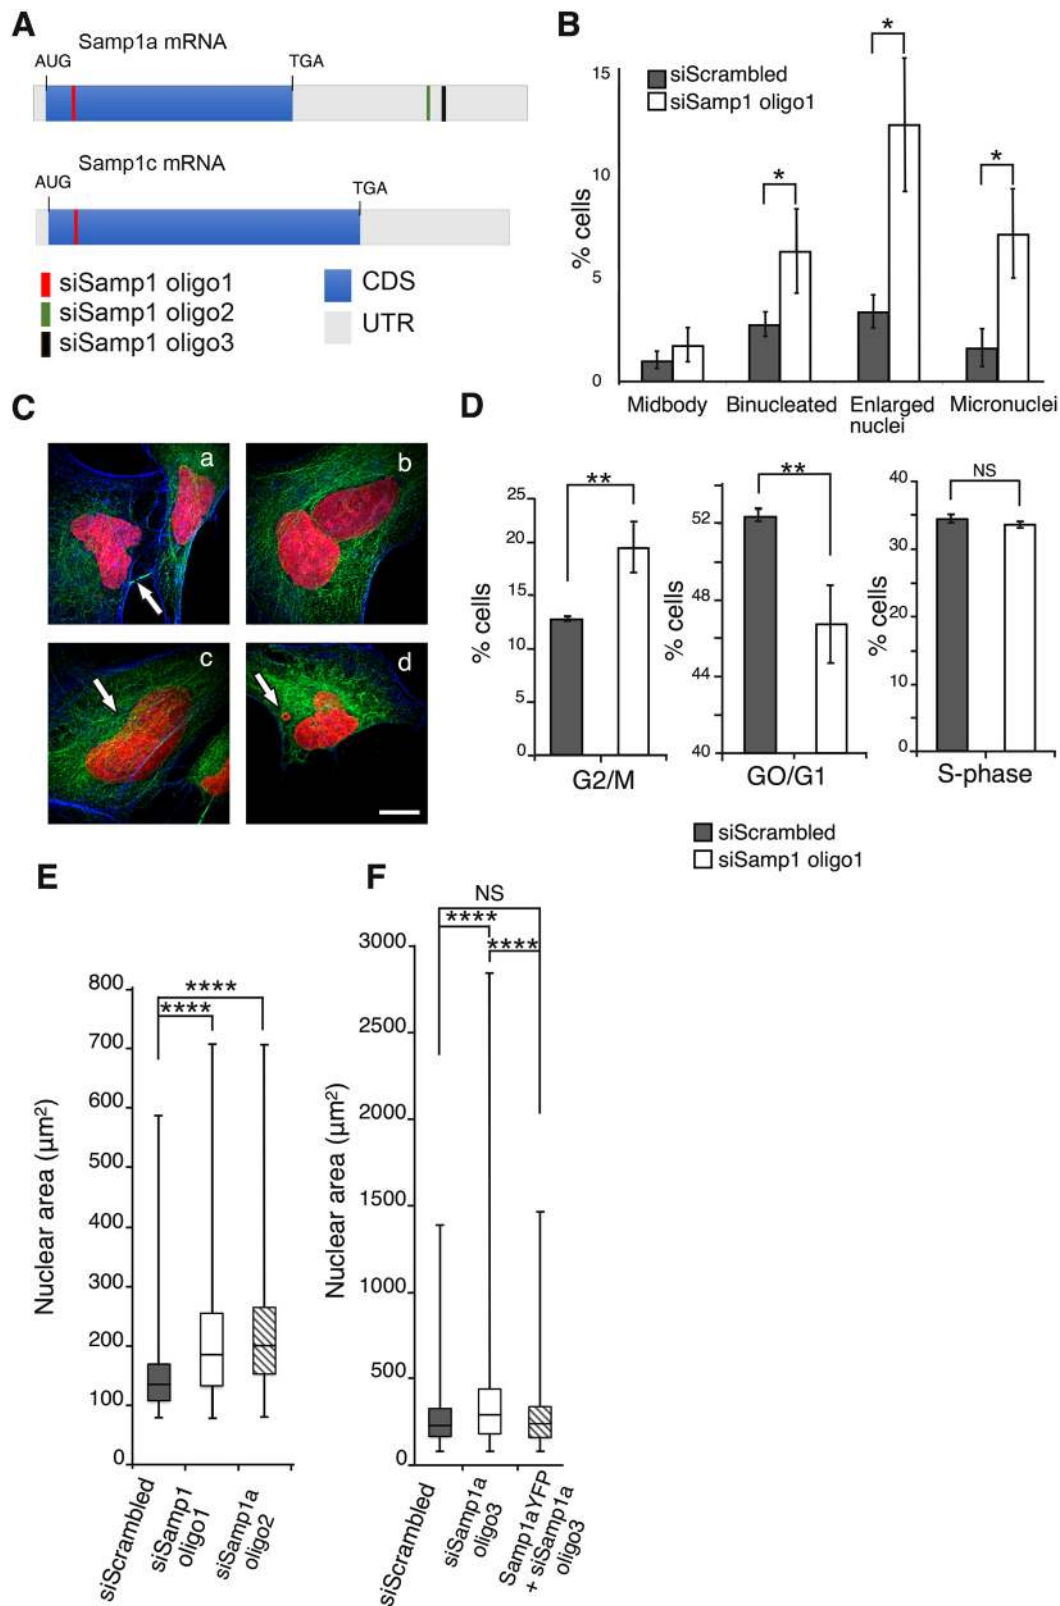 A
Samp1a mRNA
AUG
TGA
Samp1c mRNA
AUG
TGA
siSamp1 oligo1
siSamp1 oligo2
siSamp1 oligo3
CDS
UTR
B
siScrambled
siSamp1 oligo1
% cells
15
10
5
0
*
*
*
Midbody
Binucleated
Enlarged
nuclei
Micronuclei
C
a
b
c
d
D
% cells
25
20
15
10
5
0
**
G2/M
% cells
52
48
44
40
**
GO/G1
% cells
40
30
20
10
0
NS
S-phase
siScrambled
siSamp1 oligo1
E
Nuclear area (µm²)
800
700
600
500
400
300
200
100
0
****
****
siScrambled
siSamp1
oligo1
siSamp1a
oligo2
F
Nuclear area (µm²)
3000
2500
2000
1500
1000
500
0
NS
****
****
siScrambled
siSamp1a
oligo3
Samp1aYFP
+ siSamp1a
oligo3